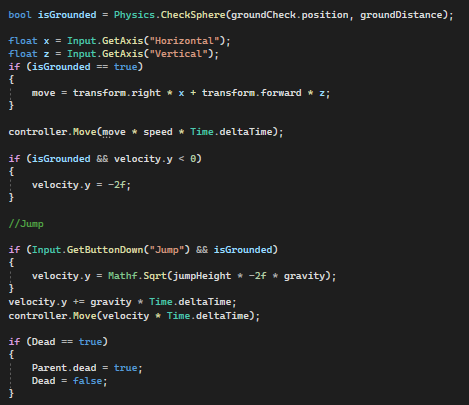 bool isGrounded = Physics.CheckSphere(groundCheck.position, groundDistance);
float x = Input.GetAxis("Horizontal");
float z = Input.GetAxis("Vertical");
if (isGrounded == true)
{
move = transform.right * x + transform.forward * z;
}
controller.Move(move * speed * Time.deltaTime);
if (isGrounded && velocity.y < 0)
{
velocity.y = -2f;
}
//Jump
if (Input.GetButtonDown("Jump") && isGrounded)
{
velocity.y = Mathf.Sqrt(jumpHeight * -2f * gravity);
}
velocity.y += gravity * Time.deltaTime;
controller.Move(velocity * Time.deltaTime);
if (Dead == true)
{
Parent.dead = true;
Dead = false;
}